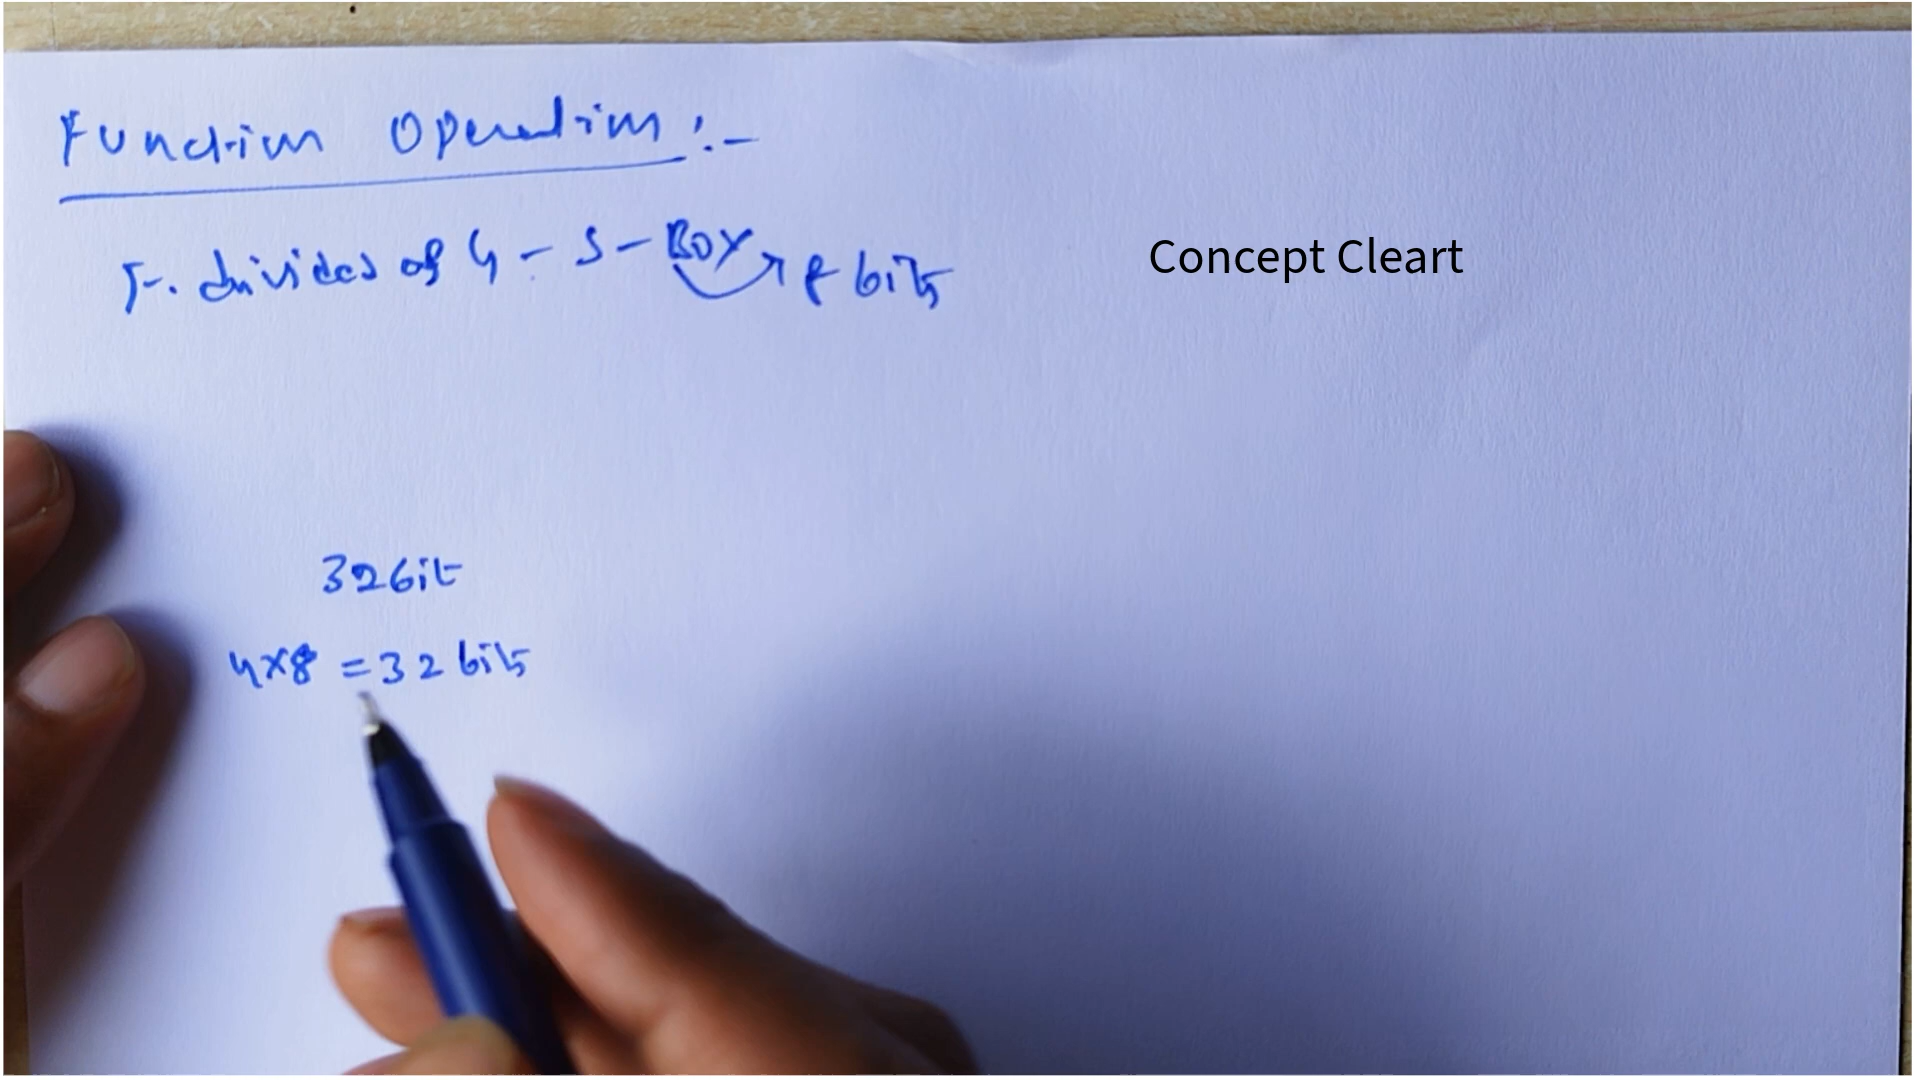 Function Operation :-
F. divides of 4 - S - BOX → 8 bits
Concept Cleart
32bit
4x8 = 32 bits